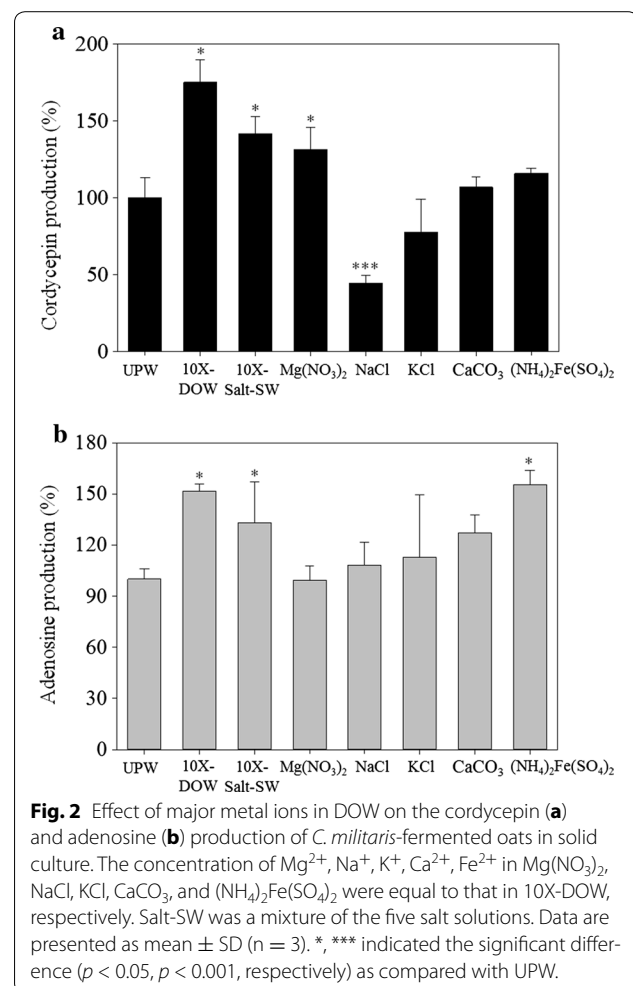 a
200
150
100
50
0
Cordycepin production (%)
* * * ***
UPW 10X-DOW 10X-Salt-SW Mg(NO₃)₂ NaCl KCl CaCO₃ (NH₄)₂Fe(SO₄)₂
b
180
150
120
90
60
30
0
Adenosine production (%)
* * *
UPW 10X-DOW 10X-Salt-SW Mg(NO₃)₂ NaCl KCl CaCO₃ (NH₄)₂Fe(SO₄)₂
Fig. 2 Effect of major metal ions in DOW on the cordycepin (a)
and adenosine (b) production of C. militaris-fermented oats in solid
culture. The concentration of Mg²⁺, Na⁺, K⁺, Ca²⁺, Fe²⁺ in Mg(NO₃)₂,
NaCl, KCl, CaCO₃, and (NH₄)₂Fe(SO₄)₂ were equal to that in 10X-DOW,
respectively. Salt-SW was a mixture of the five salt solutions. Data are
presented as mean ± SD (n = 3). *, *** indicated the significant differ-
ence (p < 0.05, p < 0.001, respectively) as compared with UPW.